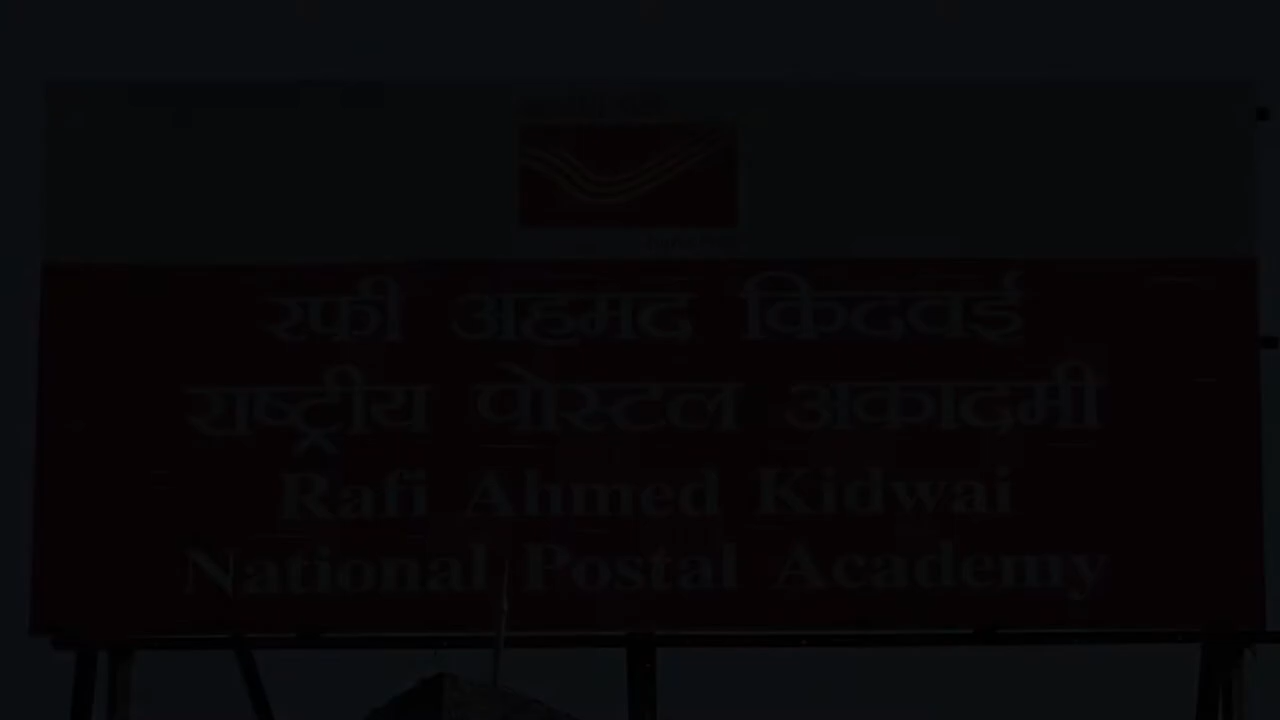 रफी अहमद किदवई
राष्ट्रीय पोस्टल अकादमी
Rafi Ahmed Kidwai
National Postal Academy